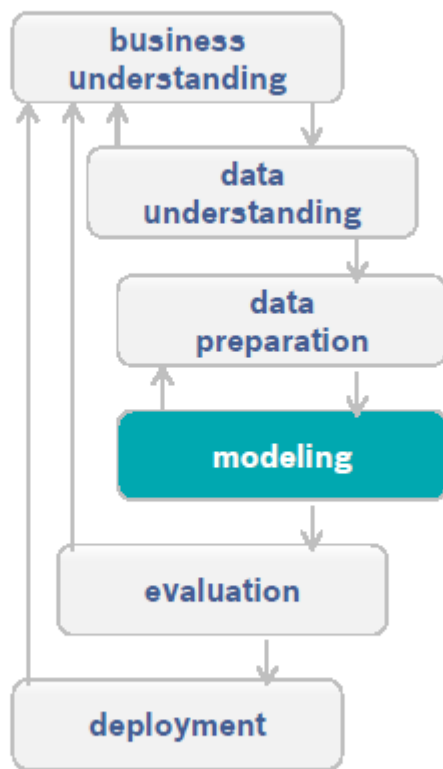 business
understanding
data
understanding
data
preparation
modeling
evaluation
deployment